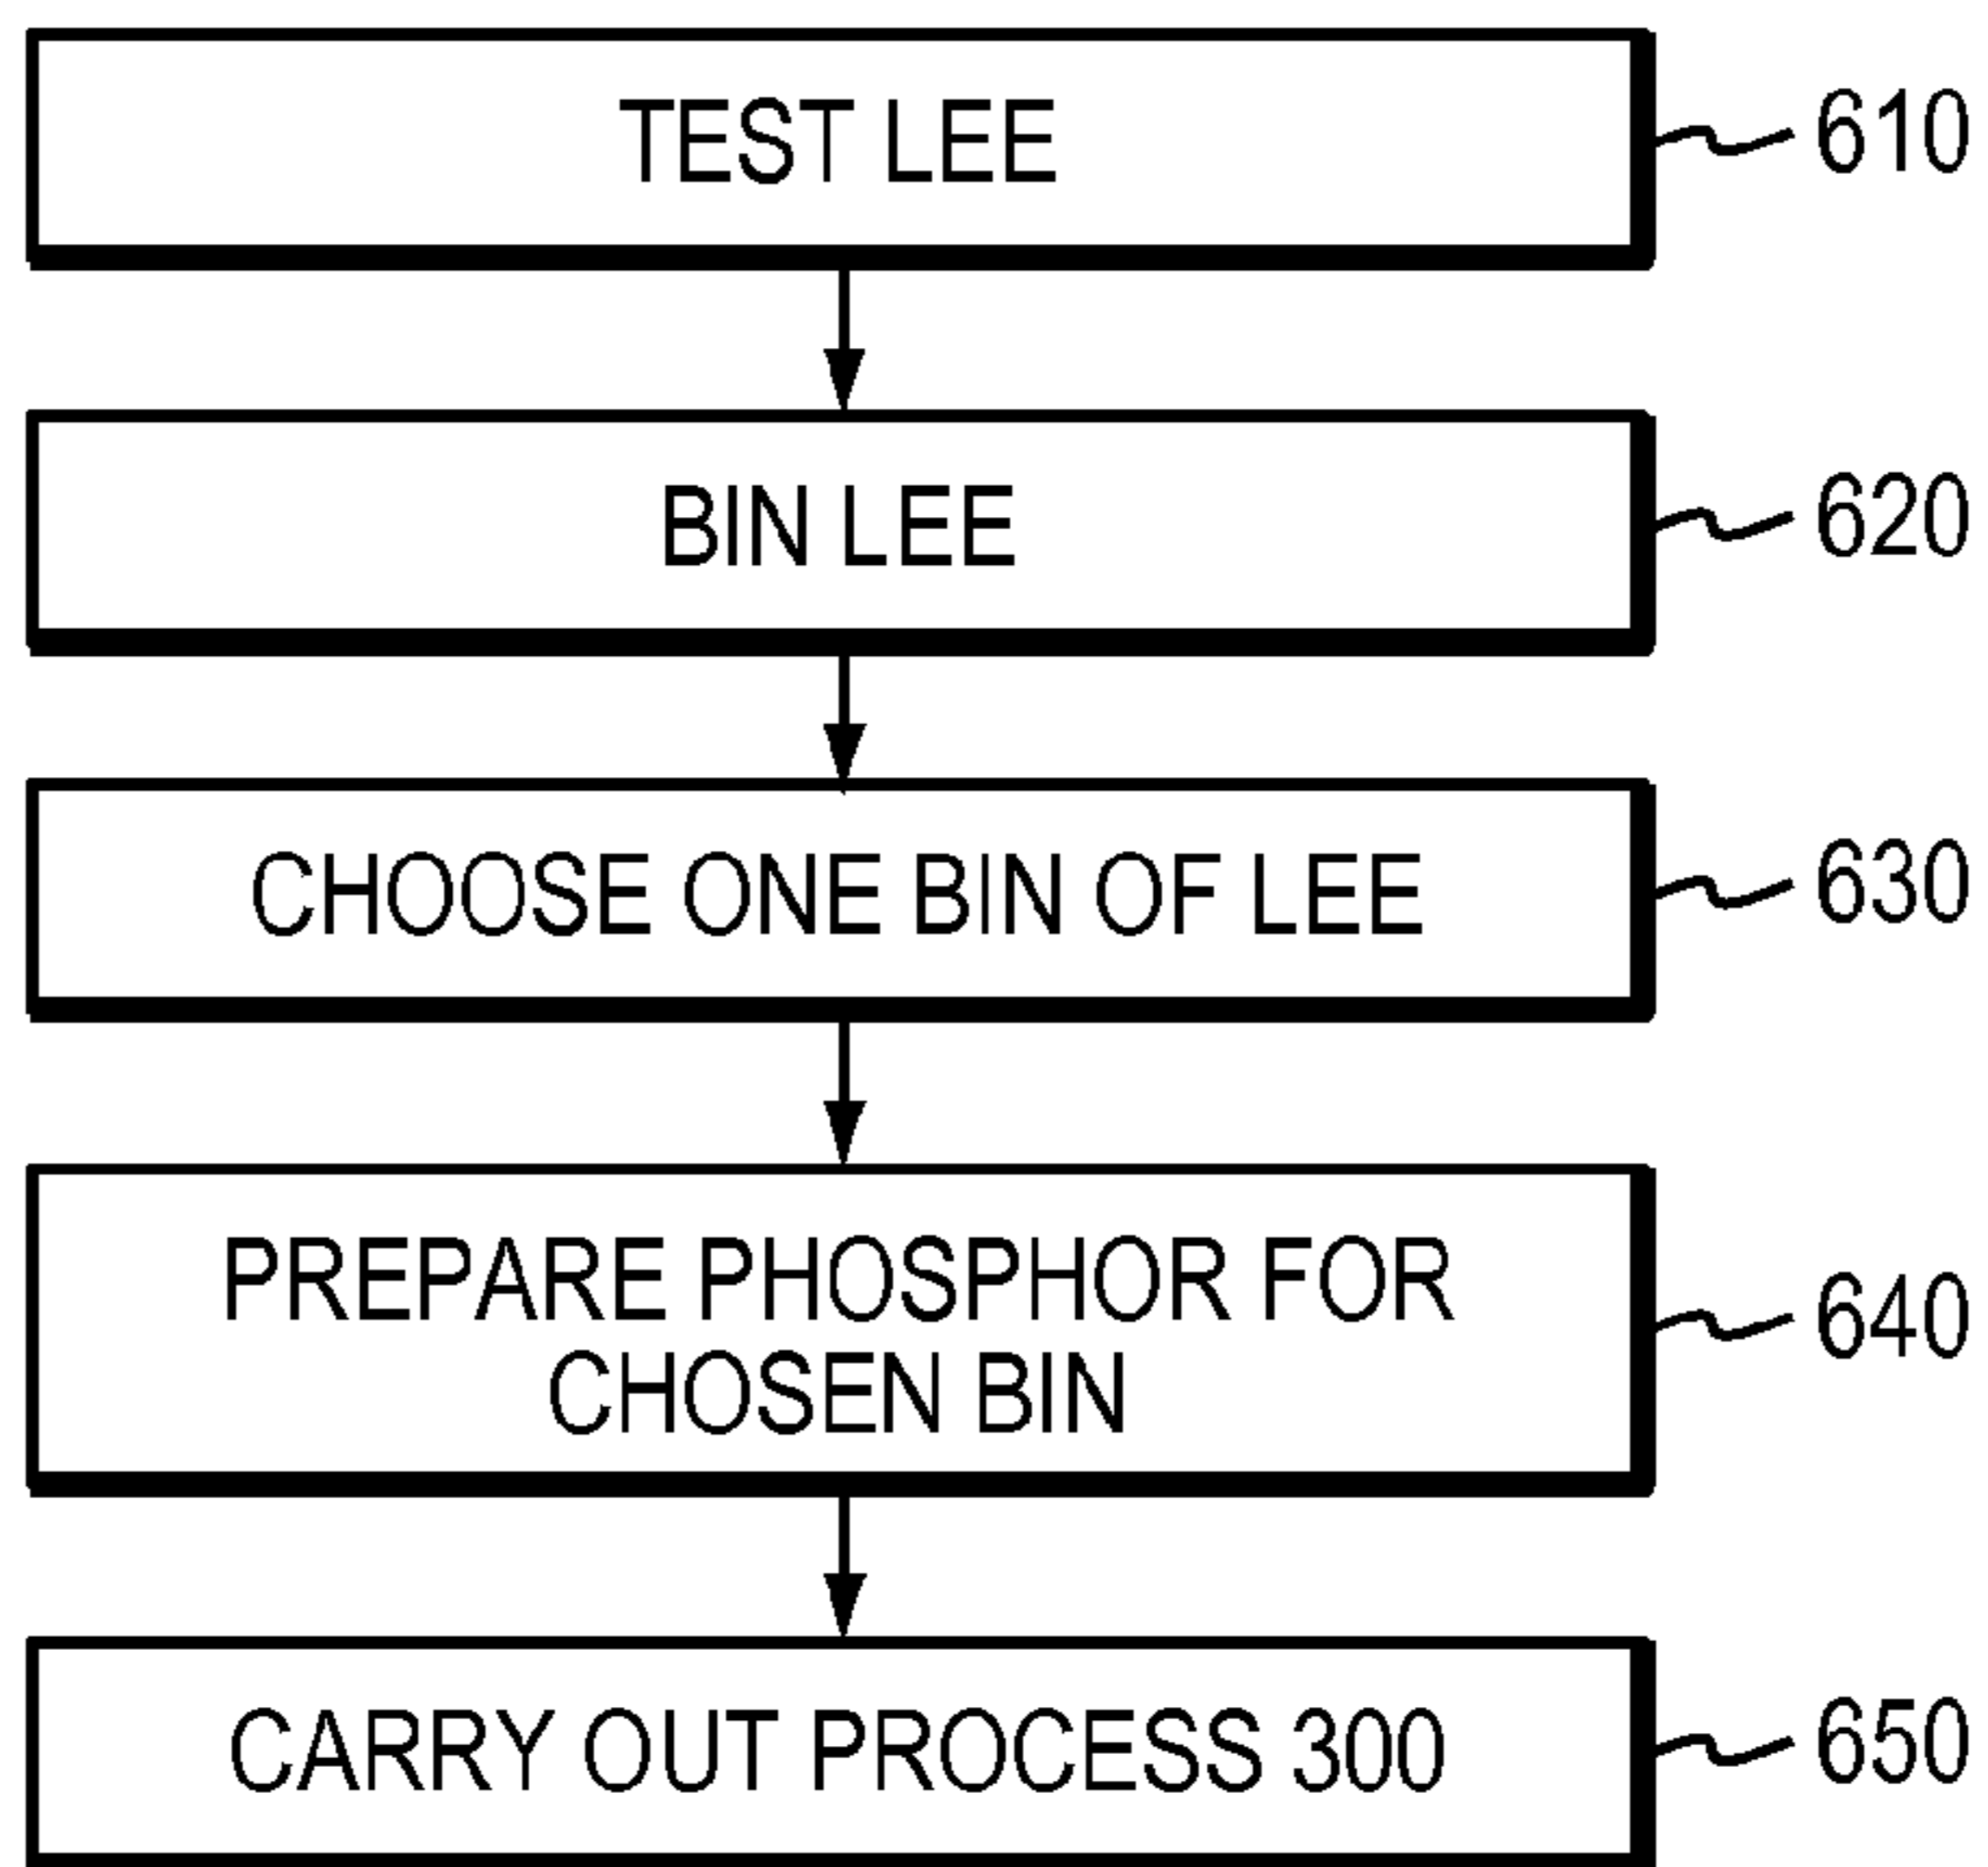 TEST LEE
610
BIN LEE
620
CHOOSE ONE BIN OF LEE
630
PREPARE PHOSPHOR FOR
CHOSEN BIN
640
CARRY OUT PROCESS 300
650